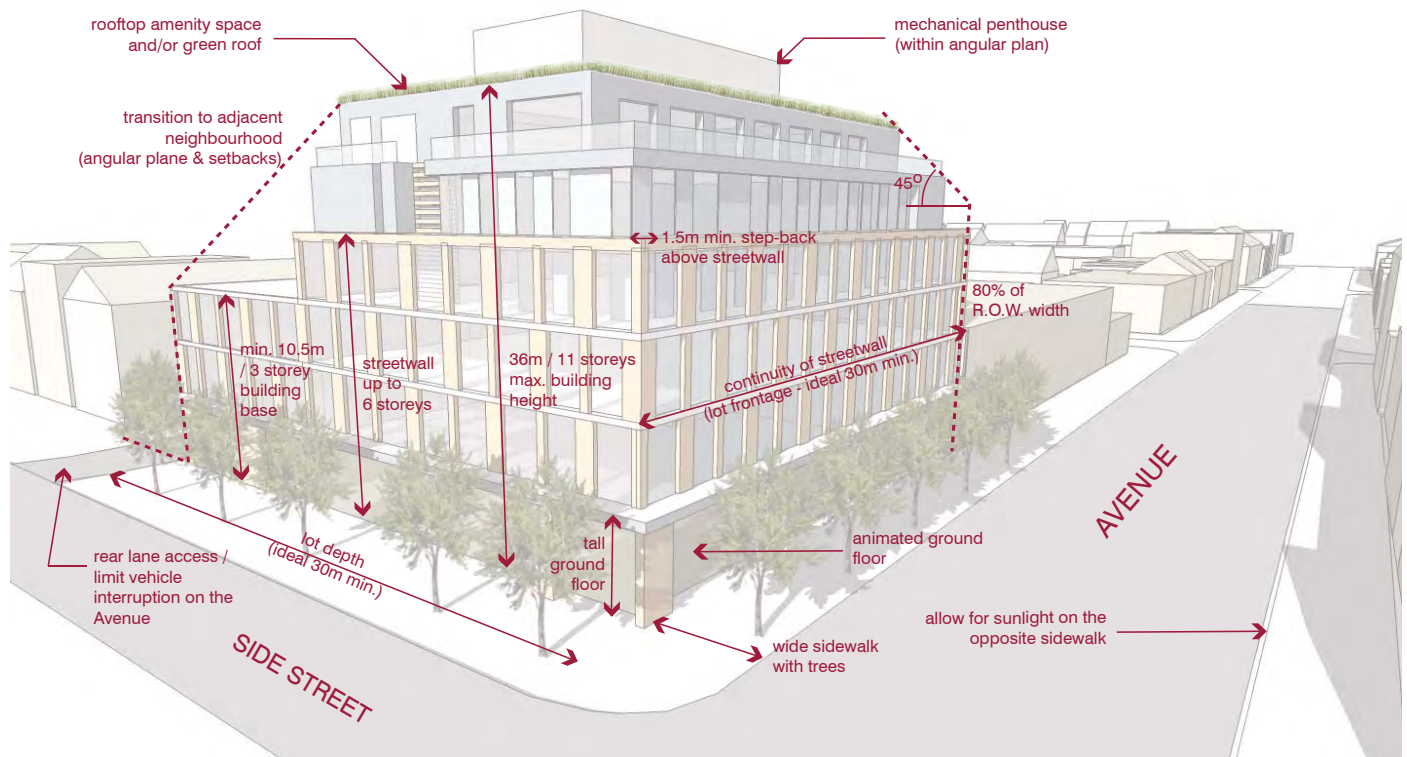 rooftop amenity space
and/or green roof
mechanical penthouse
(within angular plan)
transition to adjacent
neighbourhood
(angular plane & setbacks)
45º
1.5m min. step-back
above streetwall
80% of
R.O.W. width
min. 10.5m
/ 3 storey
building
base
streetwall
up to
6 storeys
36m / 11 storeys
max. building
height
continuity of streetwall
(lot frontage - ideal 30m min.)
AVENUE
rear lane access /
limit vehicle
interruption on the
Avenue
lot depth
(ideal 30m min.)
tall
ground
floor
animated ground
floor
allow for sunlight on the
opposite sidewalk
wide sidewalk
with trees
SIDE STREET